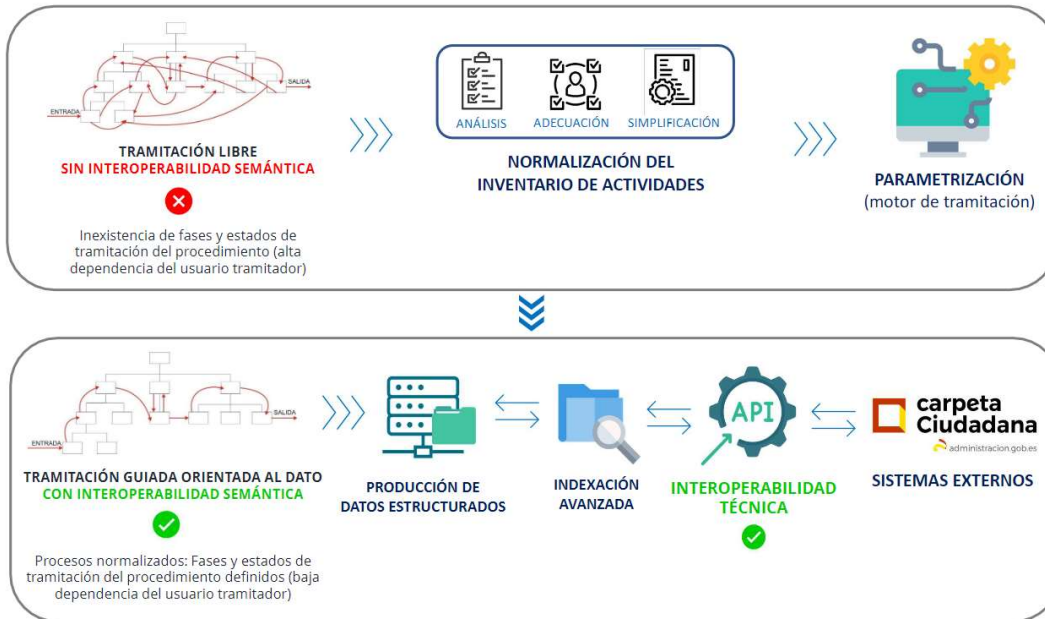 SALIDA
ENTRADA
TRAMITACIÓN LIBRE
SIN INTEROPERABILIDAD SEMÁNTICA
Inexistencia de fases y estados de
tramitación del procedimiento (alta
dependencia del usuario tramitador)
ANÁLISIS
ADECUACIÓN
SIMPLIFICACIÓN
NORMALIZACIÓN DEL
INVENTARIO DE ACTIVIDADES
PARAMETRIZACIÓN
(motor de tramitación)
SALIDA
ENTRADA
TRAMITACIÓN GUIADA ORIENTADA AL DATO
CON INTEROPERABILIDAD SEMÁNTICA
Procesos normalizados: Fases y estados de
tramitación del procedimiento definidos (baja
dependencia del usuario tramitador)
PRODUCCIÓN DE
DATOS ESTRUCTURADOS
INDEXACIÓN
AVANZADA
API
INTEROPERABILIDAD
TÉCNICA
carpeta
Ciudadana
administracion.gob.es
SISTEMAS EXTERNOS